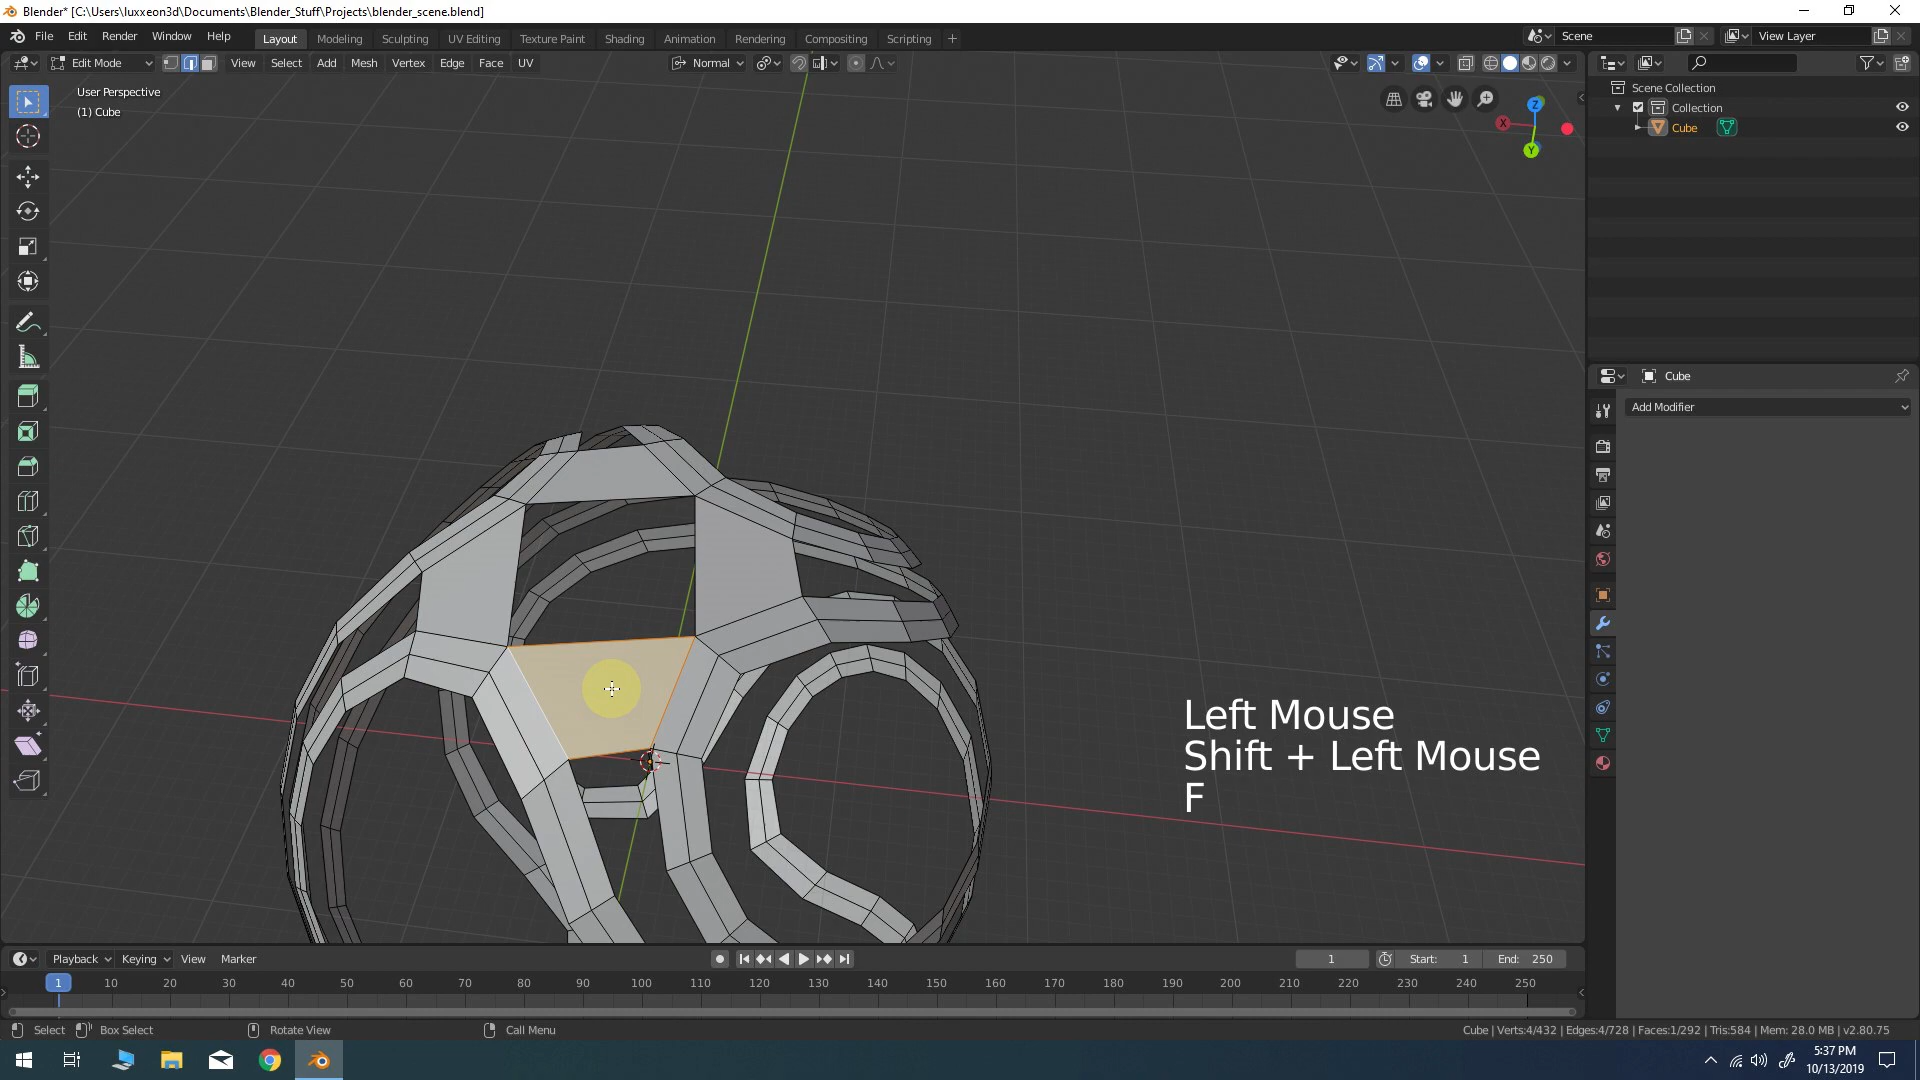 Blender* [C:\Users\luxxeon3d\Documents\Blender_Stuff\Projects\blender_scene.blend]
File Edit Render Window Help Layout Modeling Sculpting UV Editing Texture Paint Shading Animation Rendering Compositing Scripting + Scene View Layer
Edit Mode View Select Add Mesh Vertex Edge Face UV Normal
User Perspective
(1) Cube
Z
X
Y
Scene Collection
Collection
Cube
Cube
Add Modifier
Left Mouse
Shift + Left Mouse
F
Playback Keying View Marker 1 Start: 1 End: 250
1 10 20 30 40 50 60 70 80 90 100 110 120 130 140 150 160 170 180 190 200 210 220 230 240 250
Select Box Select Rotate View Call Menu Cube | Verts:4/432 | Edges:4/728 | Faces:1/292 | Tris:584 | Mem: 28.0 MB | v2.80.75
5:37 PM
10/13/2019